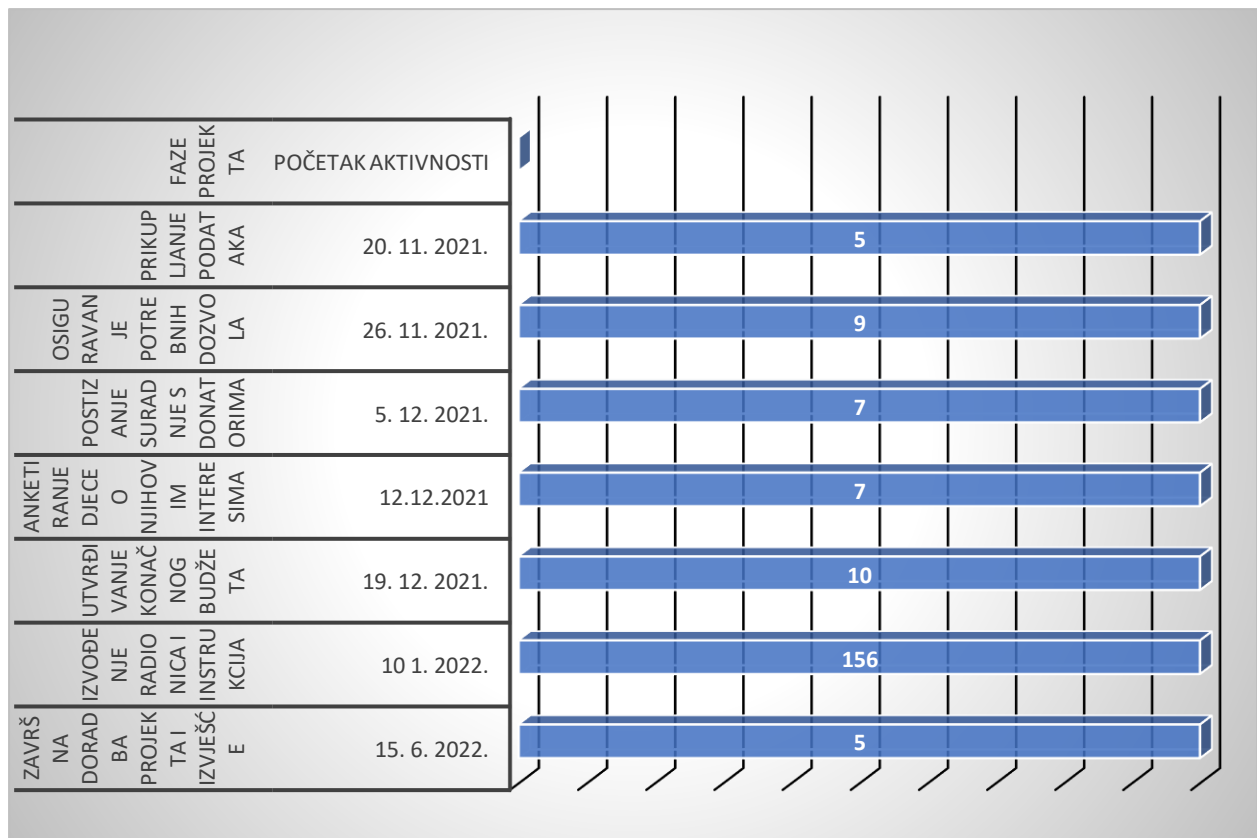 FAZE
PROJEK
TA
POČETAK AKTIVNOSTI
PRIKUP
LJANJE
PODAT
AKA
20. 11. 2021.
5
OSIGU
RAVAN
JE
POTRE
BNIH
DOZVO
LA
26. 11. 2021.
9
POSTIZ
ANJE
SURAD
NJE S
DONAT
ORIMA
5. 12. 2021.
7
ANKETI
RANJE
DJECE
O
NJIHOV
IM
INTERE
SIMA
12.12.2021
7
UTVRĐI
VANJE
KONAČ
NOG
BUDŽE
TA
19. 12. 2021.
10
IZVOĐE
NJE
RADIO
NICA I
INSTRU
KCIJA
10 1. 2022.
156
ZAVRŠ
NA
DORAD
BA
PROJEK
TA I
IZVJEŠĆ
E
15. 6. 2022.
5